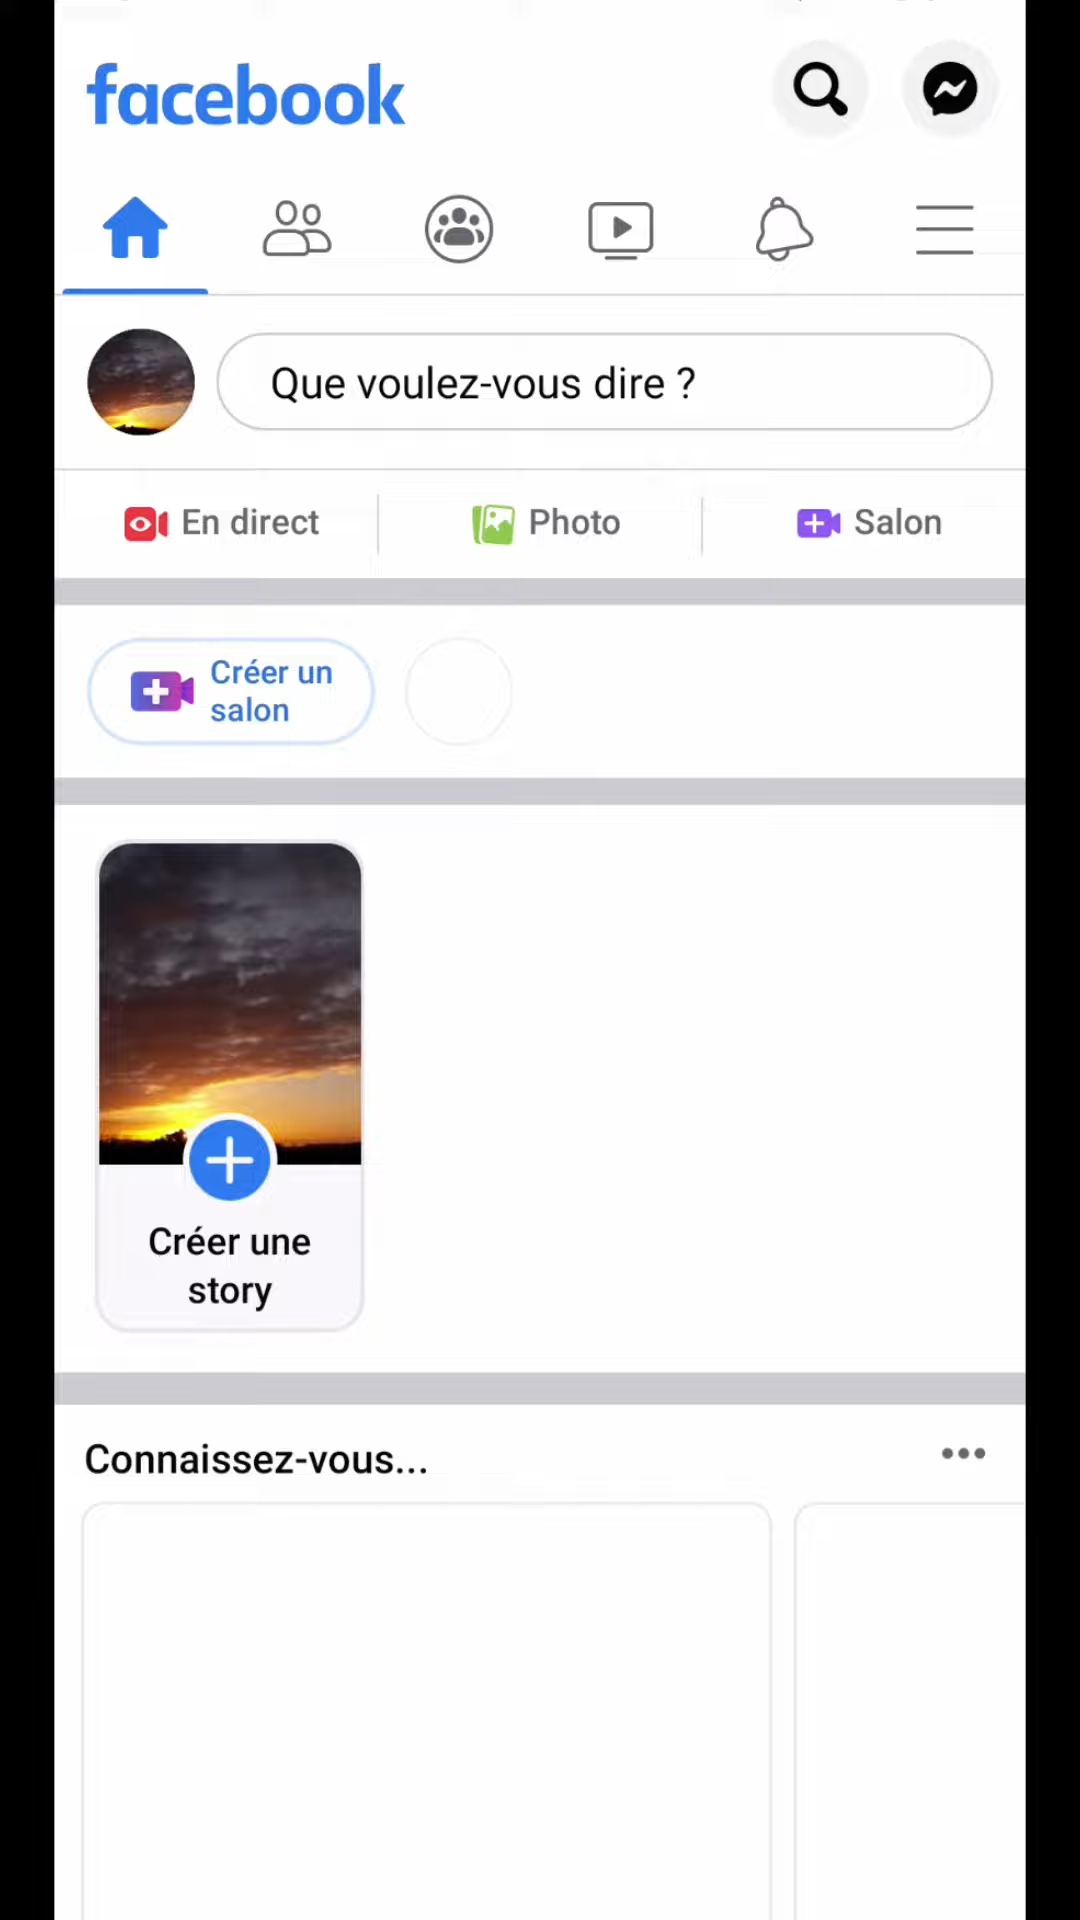 facebook
Que voulez-vous dire ?
En direct
Photo
Salon
Créer un
salon
Créer une
story
Connaissez-vous...